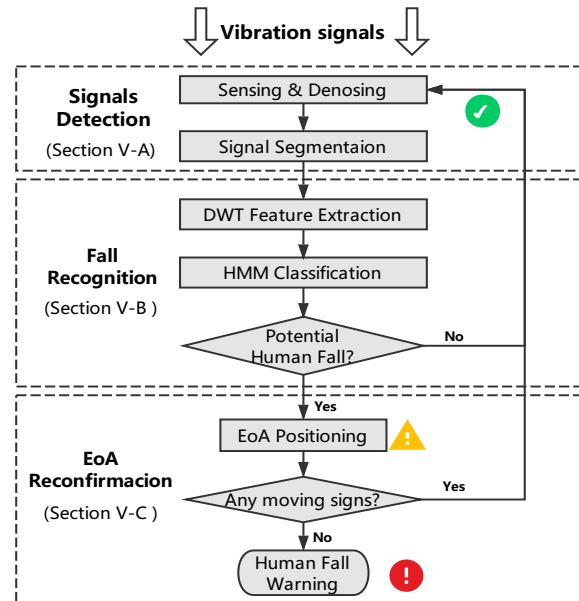 Vibration signals
Signals
Detection
(Section V-A)
Sensing & Denosing
Signal Segmentaion
Fall
Recognition
(Section V-B )
DWT Feature Extraction
HMM Classification
Potential
Human Fall?
No
Yes
EoA
Reconfirmacion
(Section V-C )
EoA Positioning
!
Any moving signs?
Yes
No
Human Fall
Warning
!